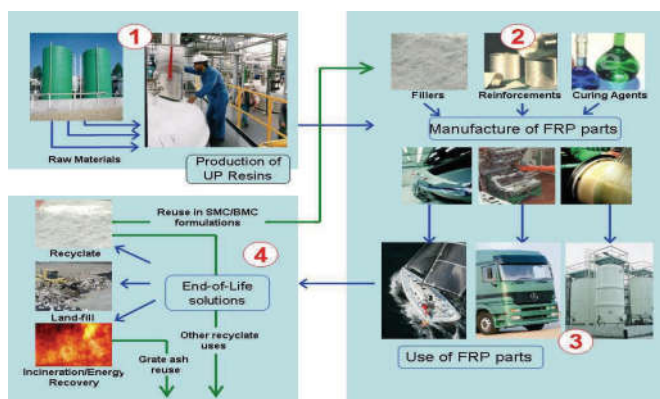 1
Raw Materials
Production of
UP Resins
2
Fillers
Reinforcements
Curing Agents
Manufacture of FRP parts
3
Use of FRP parts
4
Reuse in SMC/BMC
formulations
Recyclate
End-of-Life
solutions
Land-fill
Other recyclate
uses
Incineration/Energy
Recovery
Grate ash
reuse